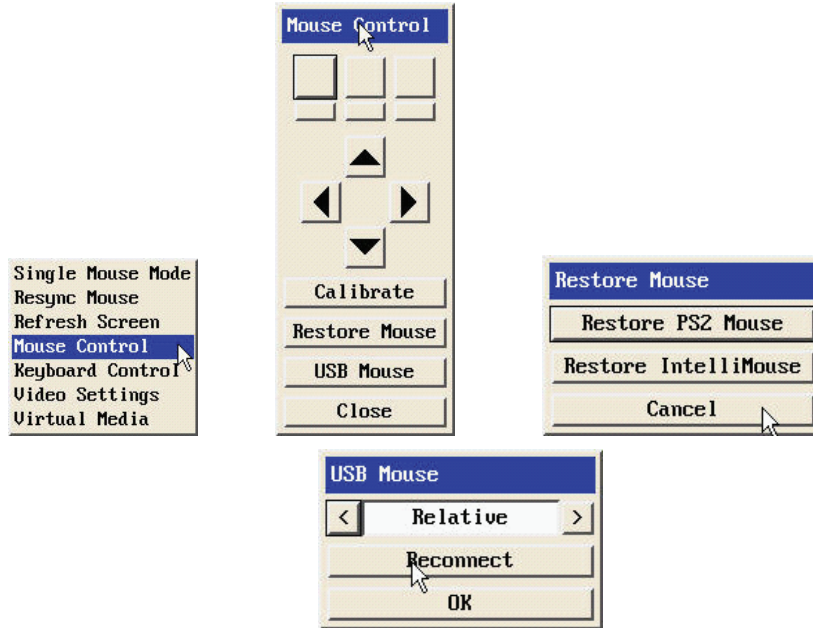 Single Mouse Mode
Resync Mouse
Refresh Screen
Mouse Control
Keyboard Control
Video Settings
Virtual Media
Mouse Control
Calibrate
Restore Mouse
USB Mouse
Close
Restore Mouse
Restore PS2 Mouse
Restore IntelliMouse
Cancel
USB Mouse
< Relative >
Reconnect
OK